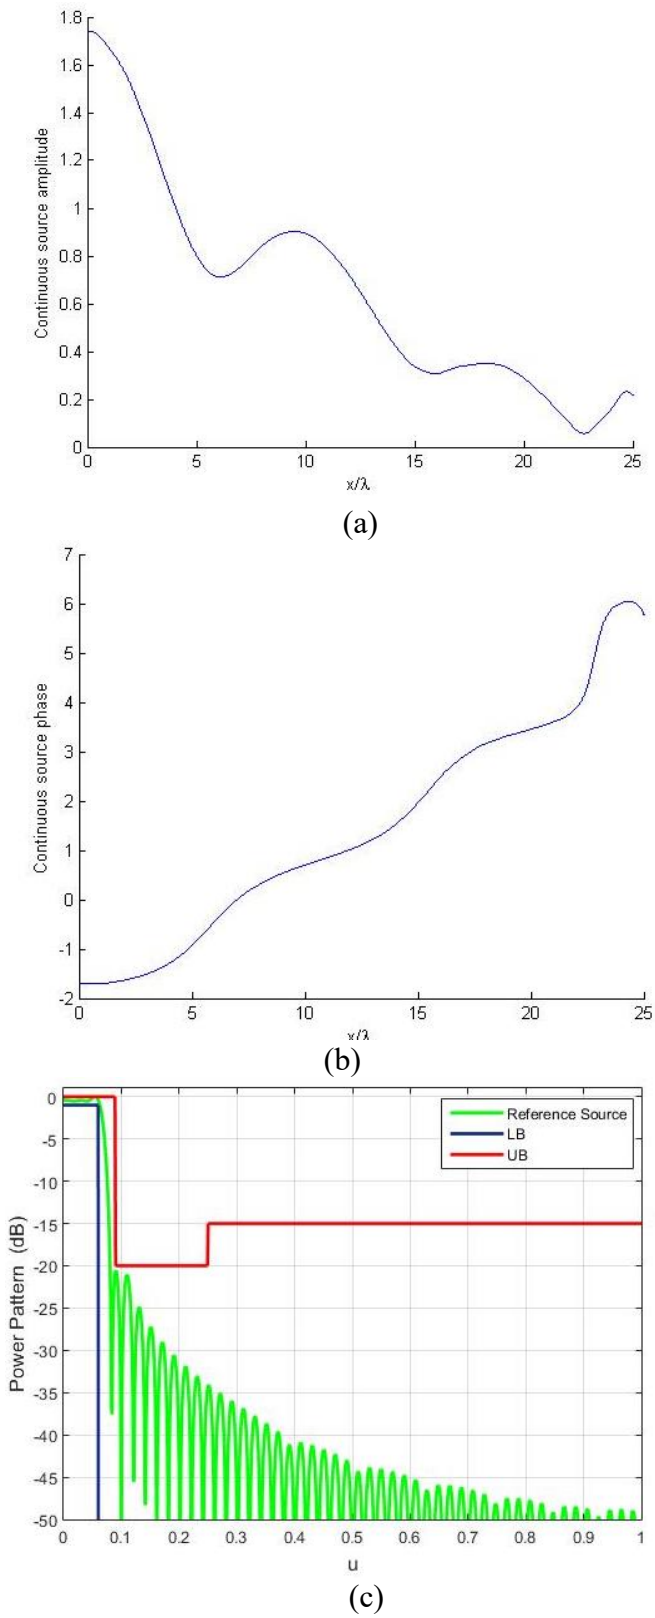 1.8
1.6
1.4
1.2
1
0.8
0.6
0.4
0.2
0
Continuous source amplitude
0 5 10 15 20 25
x/λ
(a)
7
6
5
4
3
2
1
0
-1
-2
Continuous source phase
0 5 10 15 20 25
x/λ
(b)
0
-5
-10
-15
-20
-25
-30
-35
-40
-45
-50
Power Pattern (dB)
Reference Source
LB
UB
0 0.1 0.2 0.3 0.4 0.5 0.6 0.7 0.8 0.9 1
u
(c)